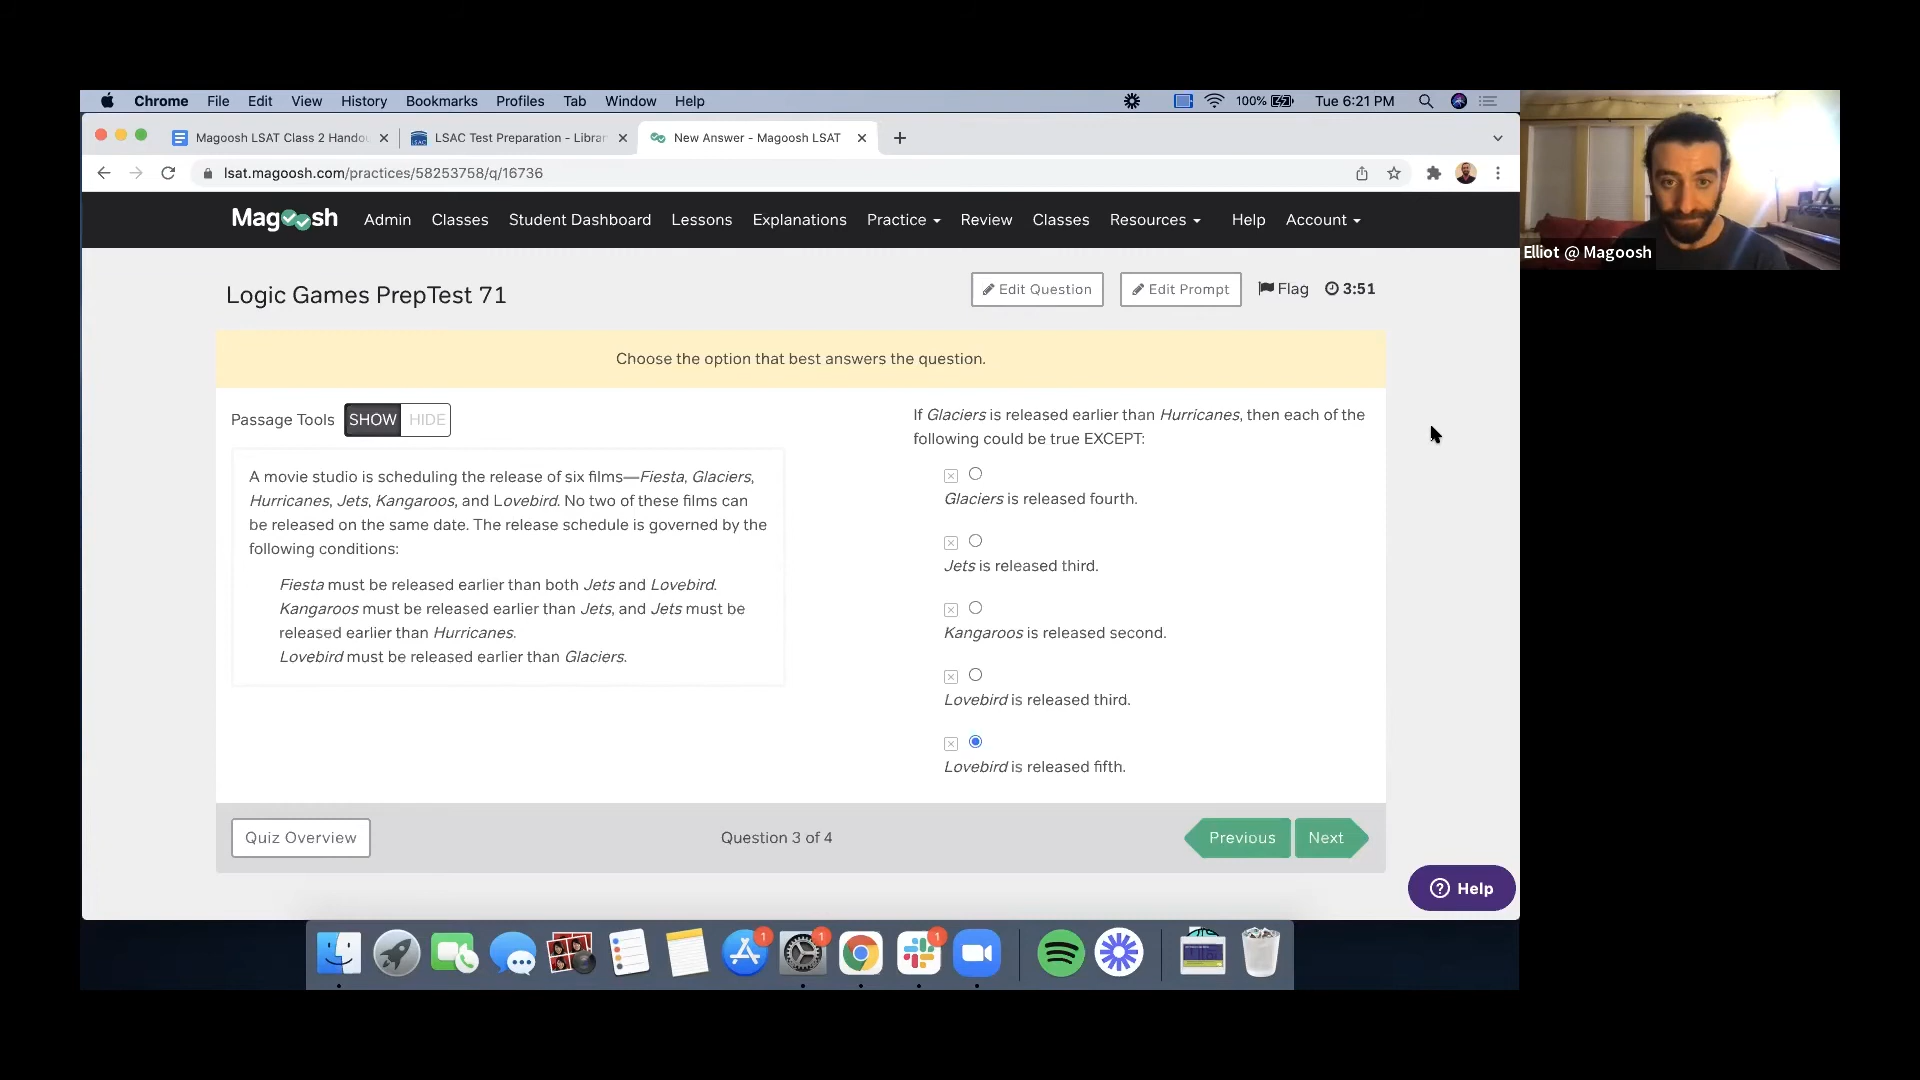 Chrome File Edit View History Bookmarks Profiles Tab Window Help 100% Tue 6:21 PM
Magoosh LSAT Class 2 Handou LSAC Test Preparation - Librar New Answer - Magoosh LSAT
lsat.magoosh.com/practices/58253758/q/16736
Magoosh Admin Classes Student Dashboard Lessons Explanations Practice Review Classes Resources Help Account
Elliot @ Magoosh
Logic Games PrepTest 71
Edit Question Edit Prompt Flag 3:51
Choose the option that best answers the question.
Passage Tools SHOW HIDE
A movie studio is scheduling the release of six films—Fiesta, Glaciers,
Hurricanes, Jets, Kangaroos, and Lovebird. No two of these films can
be released on the same date. The release schedule is governed by the
following conditions:
Fiesta must be released earlier than both Jets and Lovebird.
Kangaroos must be released earlier than Jets, and Jets must be
released earlier than Hurricanes.
Lovebird must be released earlier than Glaciers.
If Glaciers is released earlier than Hurricanes, then each of the
following could be true EXCEPT:
Glaciers is released fourth.
Jets is released third.
Kangaroos is released second.
Lovebird is released third.
Lovebird is released fifth.
Quiz Overview Question 3 of 4 Previous Next
Help
1 1 1